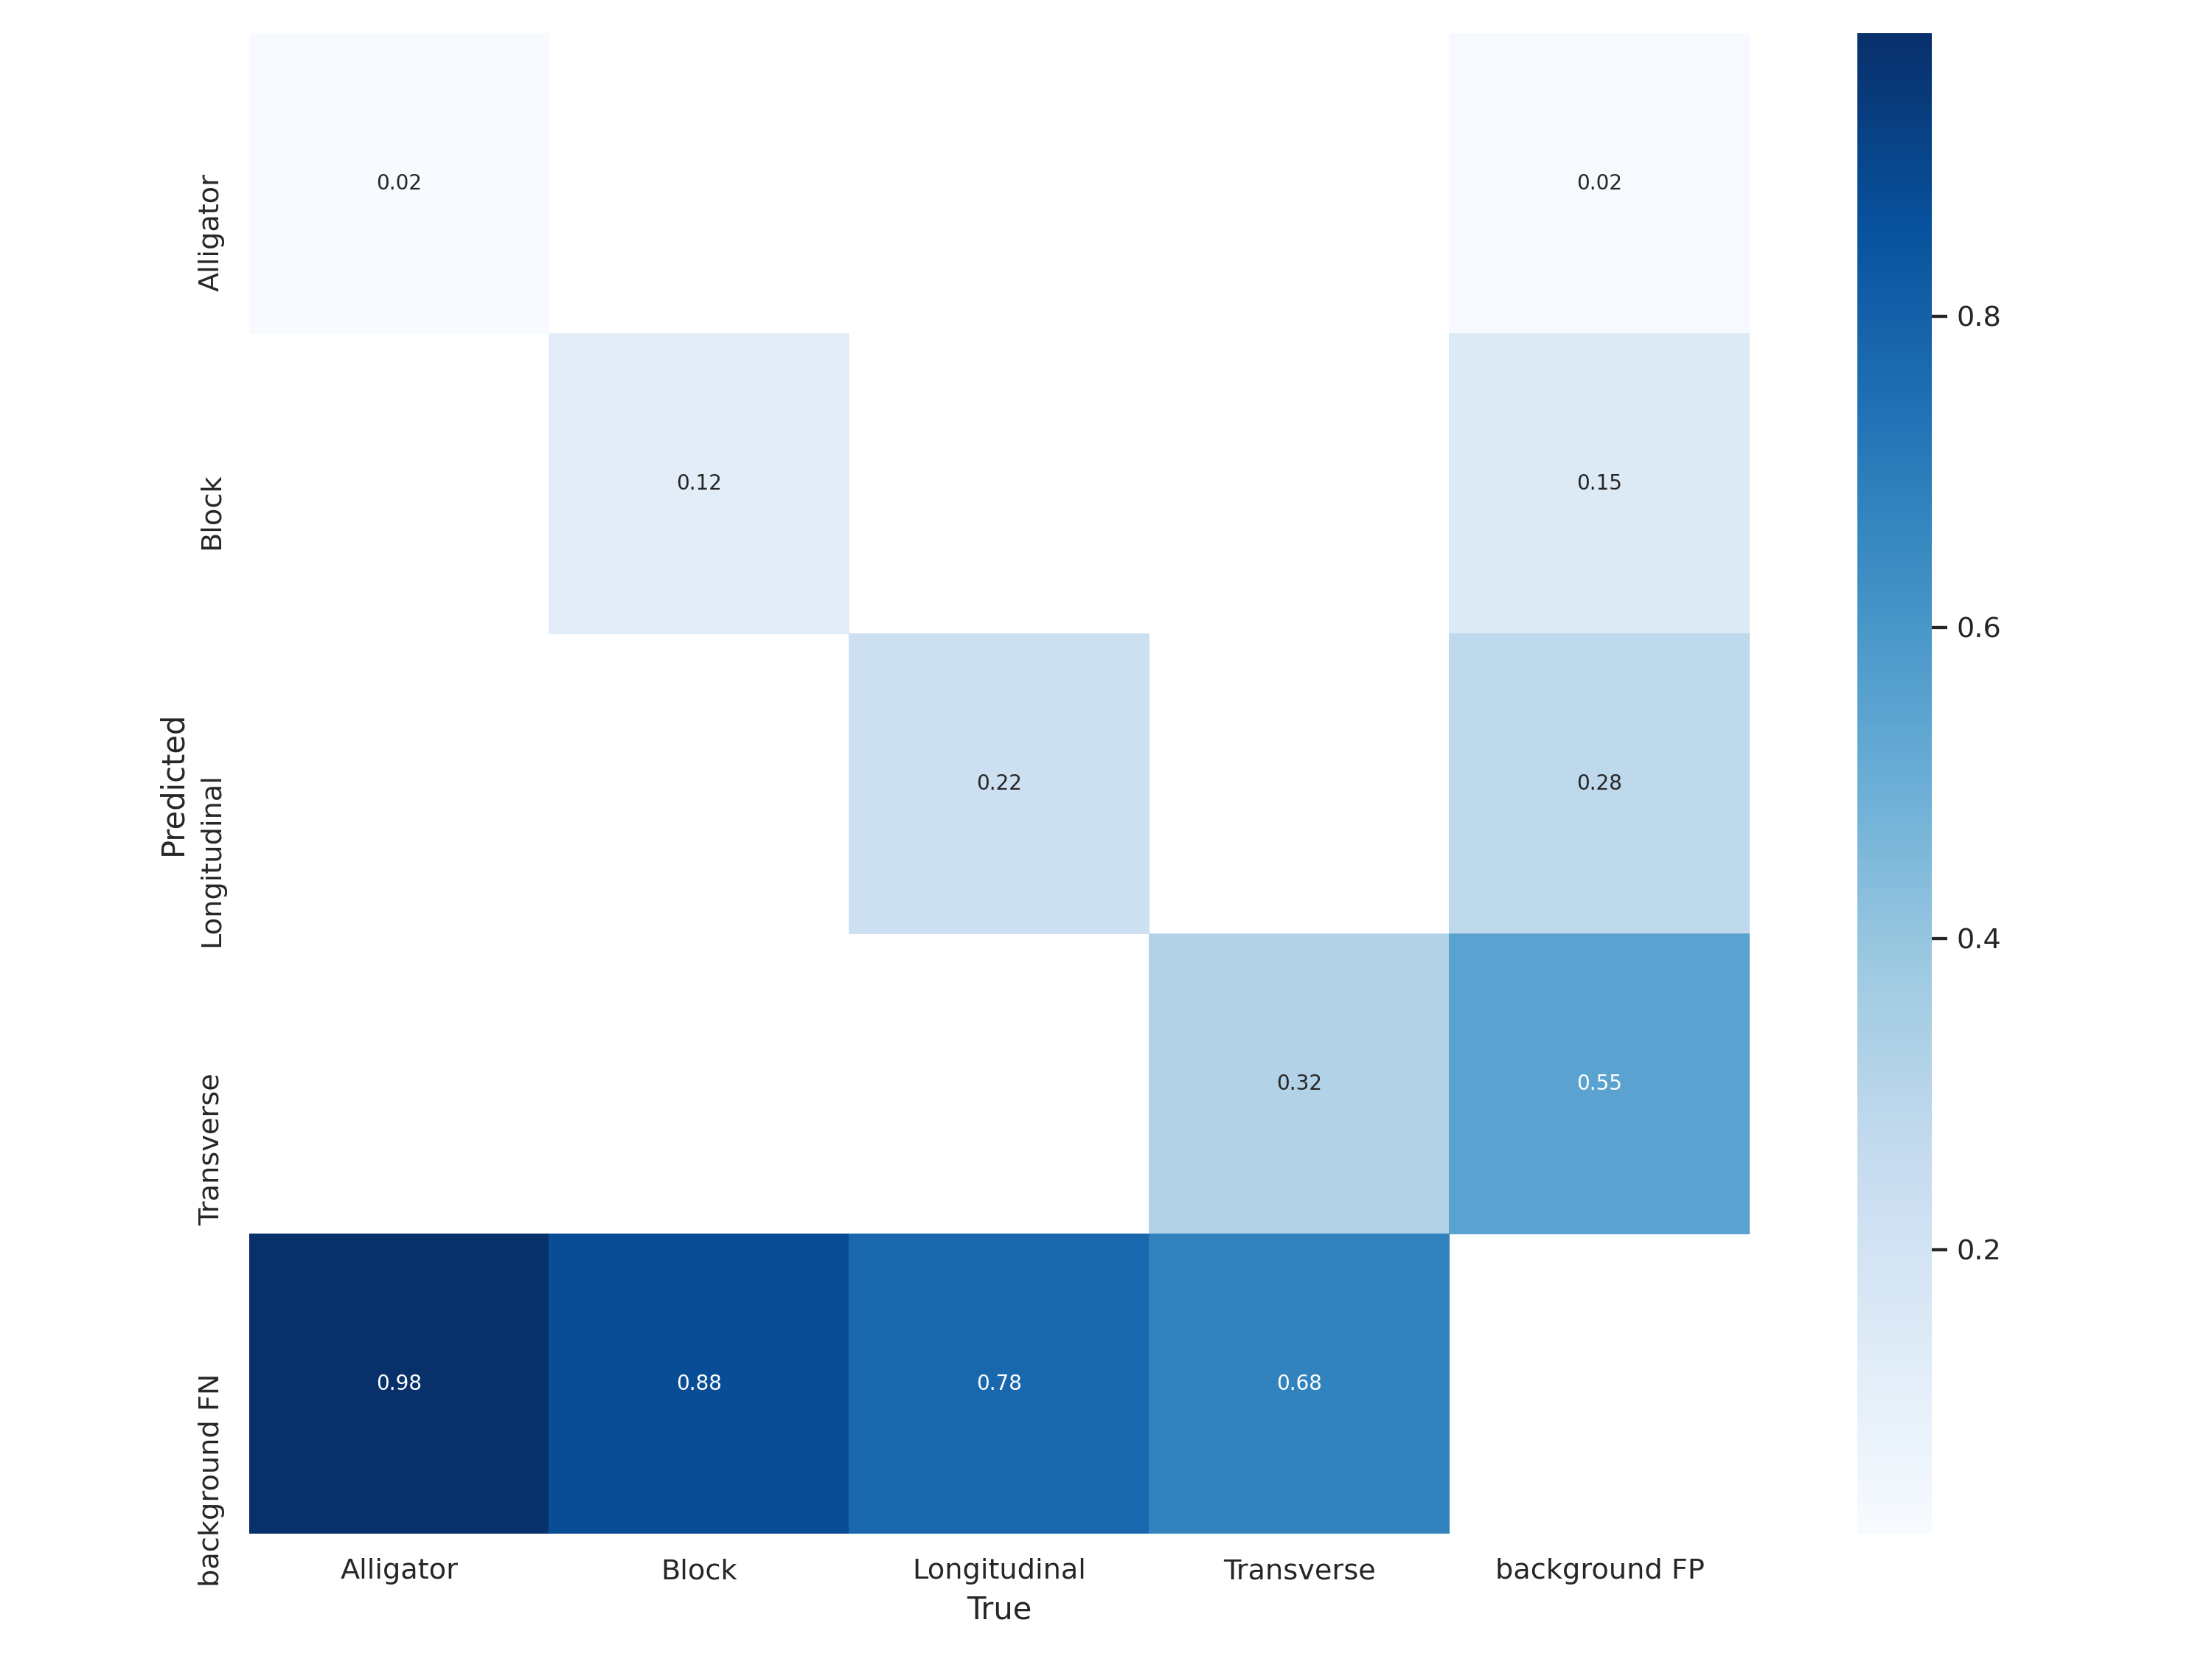 Predicted
Alligator
Block
Longitudinal
Transverse
background FN
0.02
0.02
0.12
0.15
0.22
0.28
0.32
0.55
0.98
0.88
0.78
0.68
Alligator
Block
Longitudinal
Transverse
background FP
True
0.8
0.6
0.4
0.2